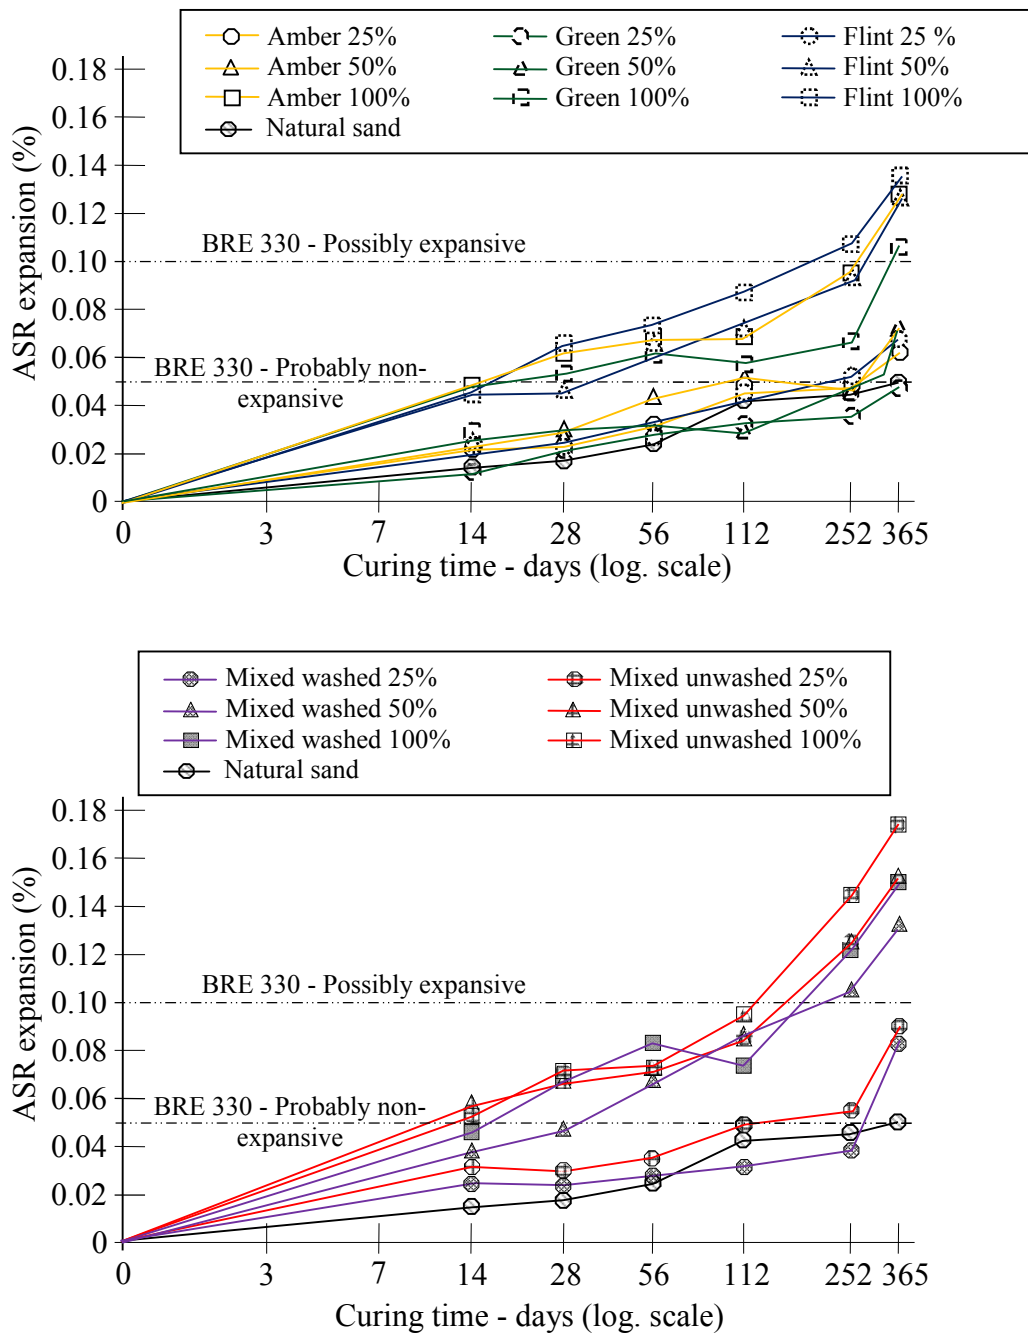 Amber 25% Green 25% Flint 25 %
Amber 50% Green 50% Flint 50%
Amber 100% Green 100% Flint 100%
Natural sand
0.18
0.16
0.14
0.12
0.10
0.08
0.06
0.04
0.02
0
ASR expansion (%)
BRE 330 - Possibly expansive
BRE 330 - Probably non-
expansive
0 3 7 14 28 56 112 252 365
Curing time - days (log. scale)
Mixed washed 25% Mixed unwashed 25%
Mixed washed 50% Mixed unwashed 50%
Mixed washed 100% Mixed unwashed 100%
Natural sand
0.18
0.16
0.14
0.12
0.10
0.08
0.06
0.04
0.02
0
ASR expansion (%)
BRE 330 - Possibly expansive
BRE 330 - Probably non-
expansive
0 3 7 14 28 56 112 252 365
Curing time - days (log. scale)